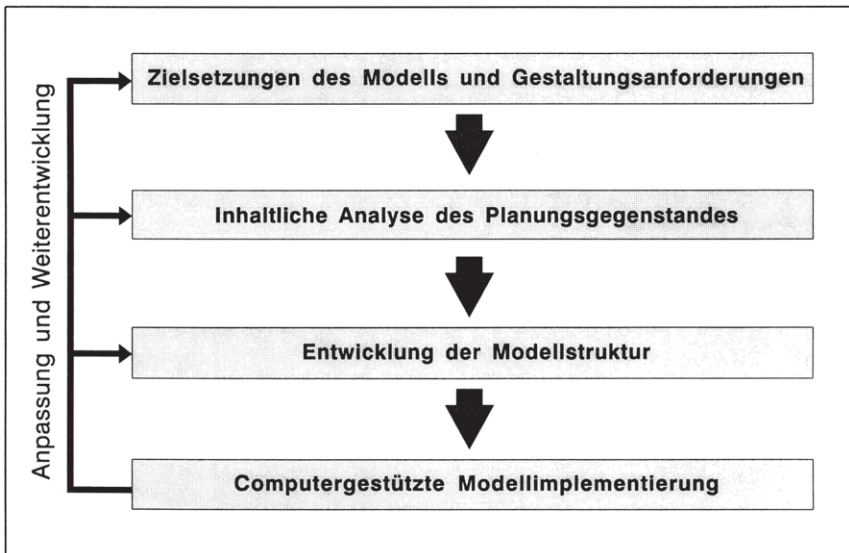 Zielsetzungen des Modells und Gestaltungsanforderungen
Inhaltliche Analyse des Planungsgegenstandes
Entwicklung der Modellstruktur
Computergestützte Modellimplementierung
Anpassung und Weiterentwicklung